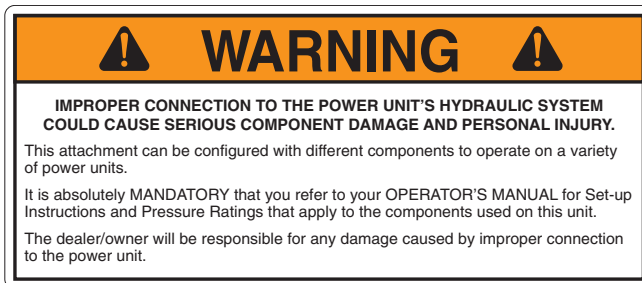 WARNING
IMPROPER CONNECTION TO THE POWER UNIT'S HYDRAULIC SYSTEM
COULD CAUSE SERIOUS COMPONENT DAMAGE AND PERSONAL INJURY.
This attachment can be configured with different components to operate on a variety
of power units.
It is absolutely MANDATORY that you refer to your OPERATOR'S MANUAL for Set-up
Instructions and Pressure Ratings that apply to the components used on this unit.
The dealer/owner will be responsible for any damage caused by improper connection
to the power unit.